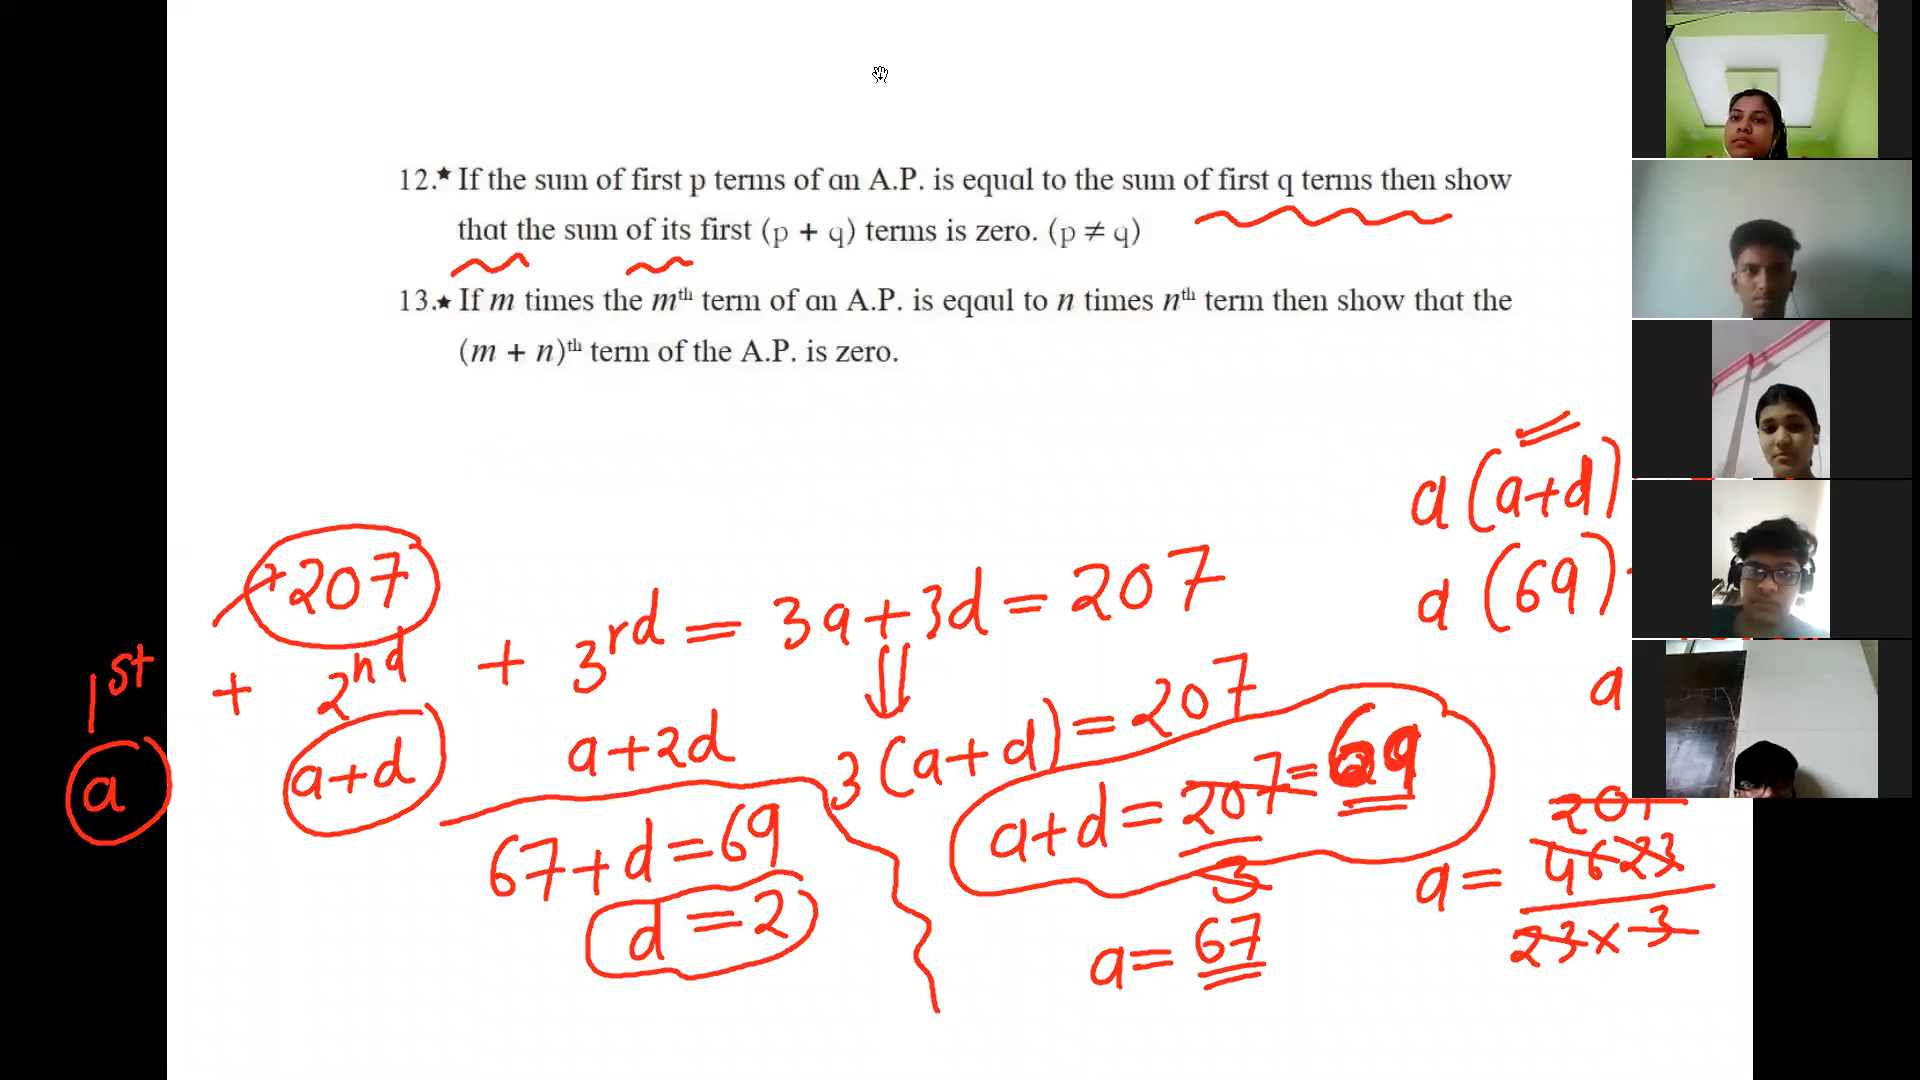 12.* If the sum of first p terms of an A.P. is equal to the sum of first q terms then show
that the sum of its first (p + q) terms is zero. (p ≠ q)
13.* If m times the mth term of an A.P. is eqaul to n times nth term then show that the
(m + n)th term of the A.P. is zero.
+207
1st + 2nd + 3rd = 3a+3d = 207
a a+d a+2d
3(a+d) = 207
67+d=69
d=2
a+d = 207/3 = 69
a = 67
a(a+d)
a(69)
a
207
4623
a = 23×3